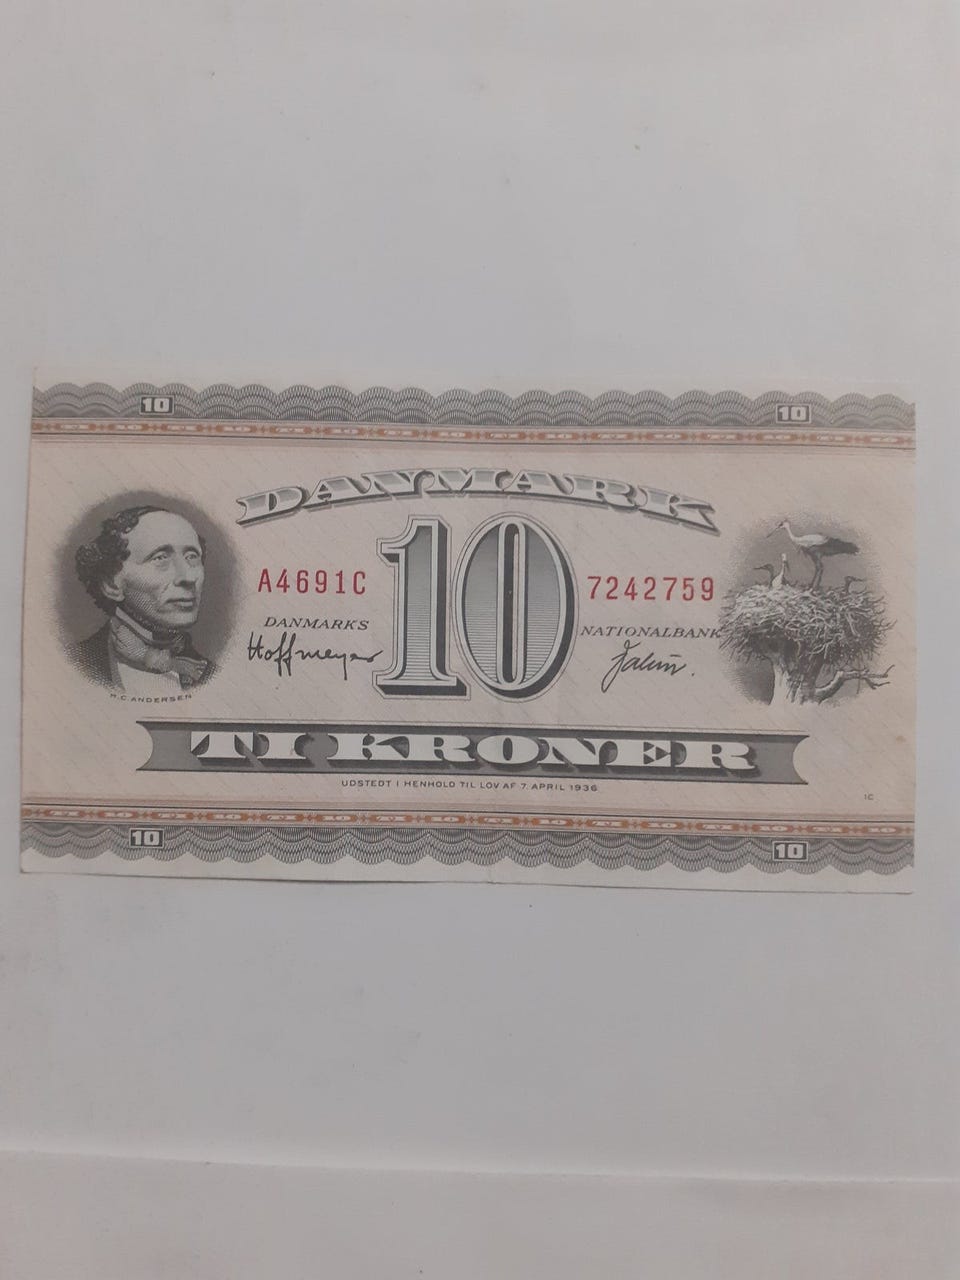 10 10
DANMARK
10
A4691C 7242759
DANMARKS NATIONALBANK
Hoffmeyer
H.C. ANDERSEN
TI KRONER
UDSTEDT I HENHOLD TIL LOV AF 7. APRIL 1936
1C
10 10